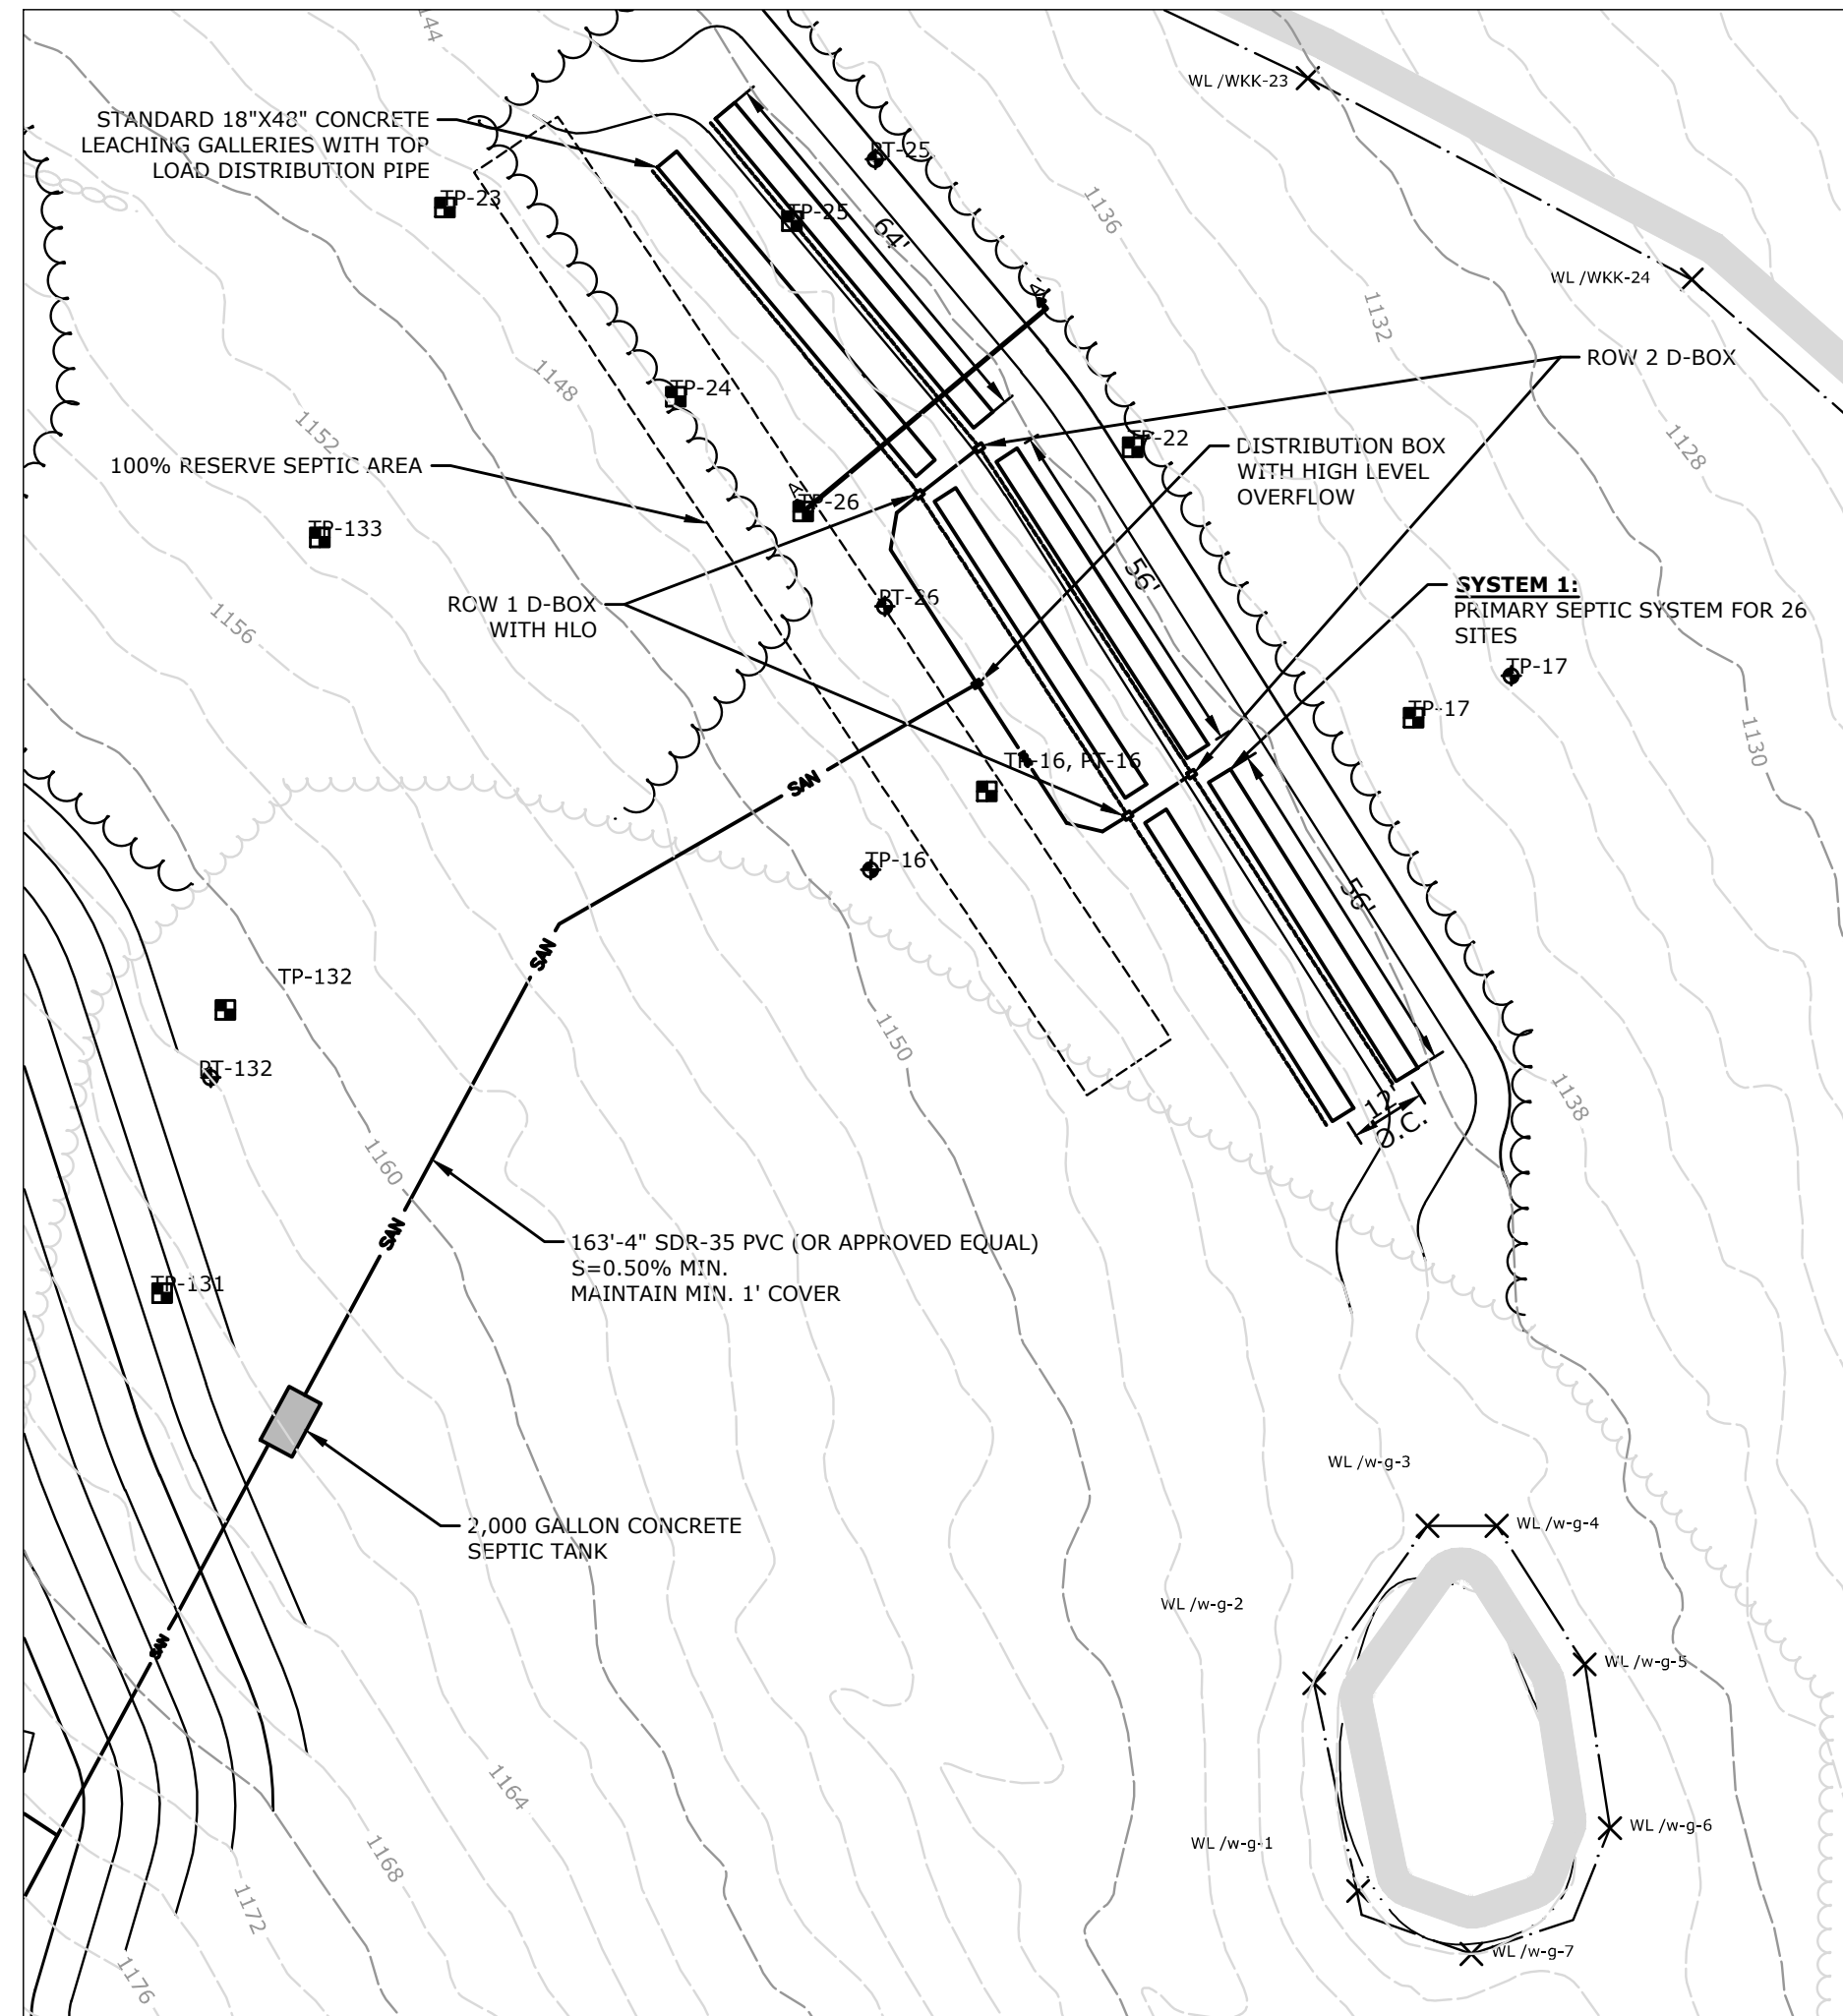 144
WL /WKK-23
STANDARD 18"X48" CONCRETE
LEACHING GALLERIES WITH TOP
LOAD DISTRIBUTION PIPE
PT-25
TP-23
TP-25
1136
64'
WL /WKK-24
1132
A
ROW 2 D-BOX
1148
TP-24
1152
TP-22
1128
DISTRIBUTION BOX
WITH HIGH LEVEL
OVERFLOW
100% RESERVE SEPTIC AREA
A
TP-26
TP-133
56'
SYSTEM 1:
PRIMARY SEPTIC SYSTEM FOR 26
SITES
ROW 1 D-BOX
WITH HLO
PT-26
1156
TP-17
TP-17
1130
TP-16, PT-16
SAN
TP-16
56'
SAN
TP-132
1150
PT-132
1138
12'
O.C.
1160
SAN
163'-4" SDR-35 PVC (OR APPROVED EQUAL)
S=0.50% MIN.
MAINTAIN MIN. 1' COVER
TP-131
WL /w-g-3
2,000 GALLON CONCRETE
SEPTIC TANK
WL /w-g-4
WL /w-g-2
SAN
WL /w-g-5
1164
WL /w-g-1
WL /w-g-6
1168
1172
WL /w-g-7
1176